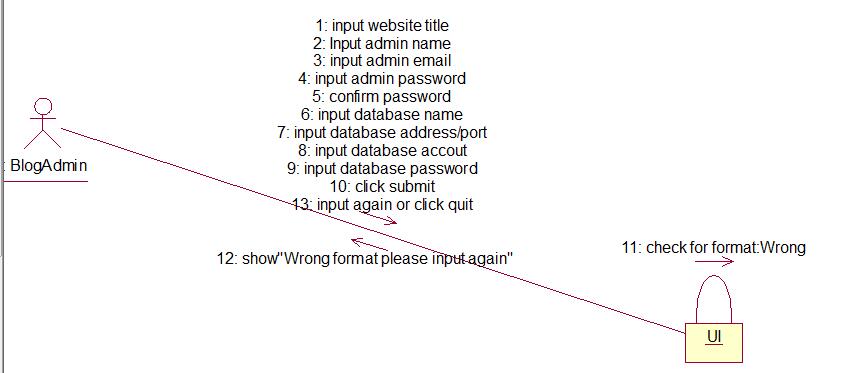 1: input website title
2: Input admin name
3: input admin email
4: input admin password
5: confirm password
6: input database name
7: input database address/port
8: input database accout
9: input database password
10: click submit
13: input again or click quit
: BlogAdmin
12: show"Wrong format please input again"
11: check for format:Wrong
UI